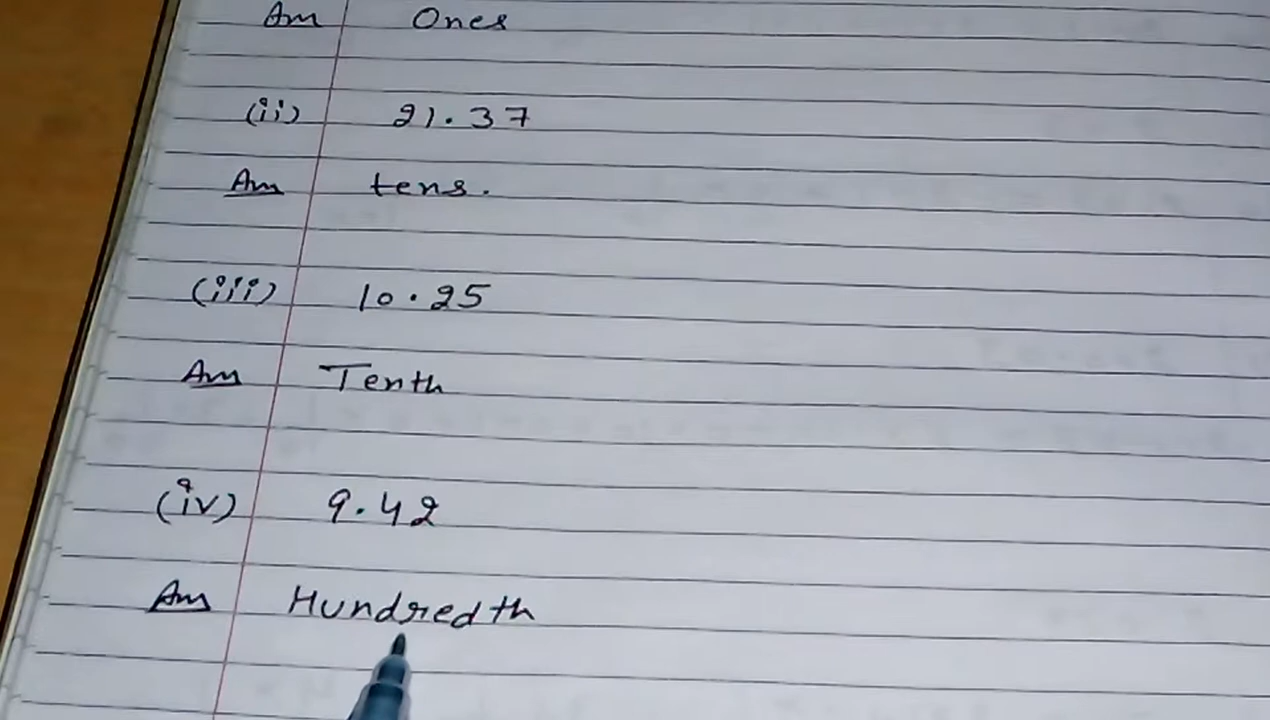 Ans Ones
(ii) 21.37
Ans tens.
(iii) 10.25
Ans Tenth
(iv) 9.42
Ans Hundredth